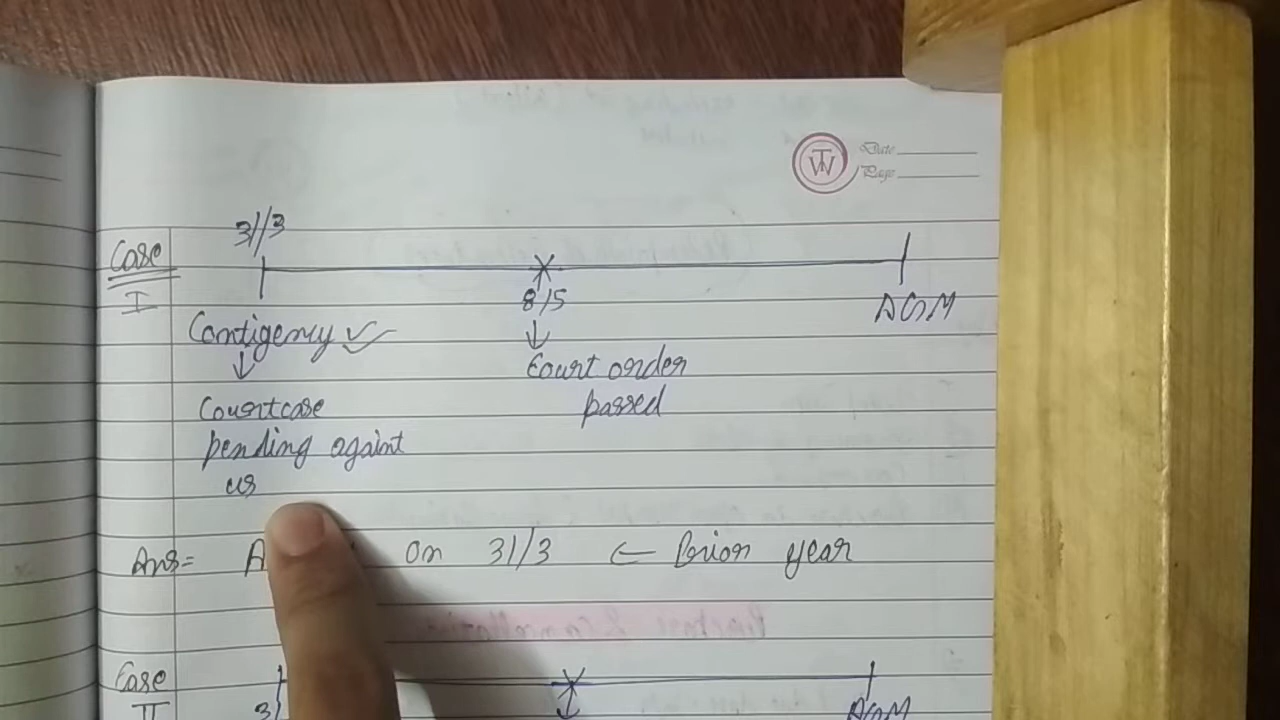 Date
Page
31/3
Case
I
8/5
AGM
Contigency
Court order
passed
Courtcase
pending againt
us
Ans= on 31/3 ← Prior year
Case
II
AGM